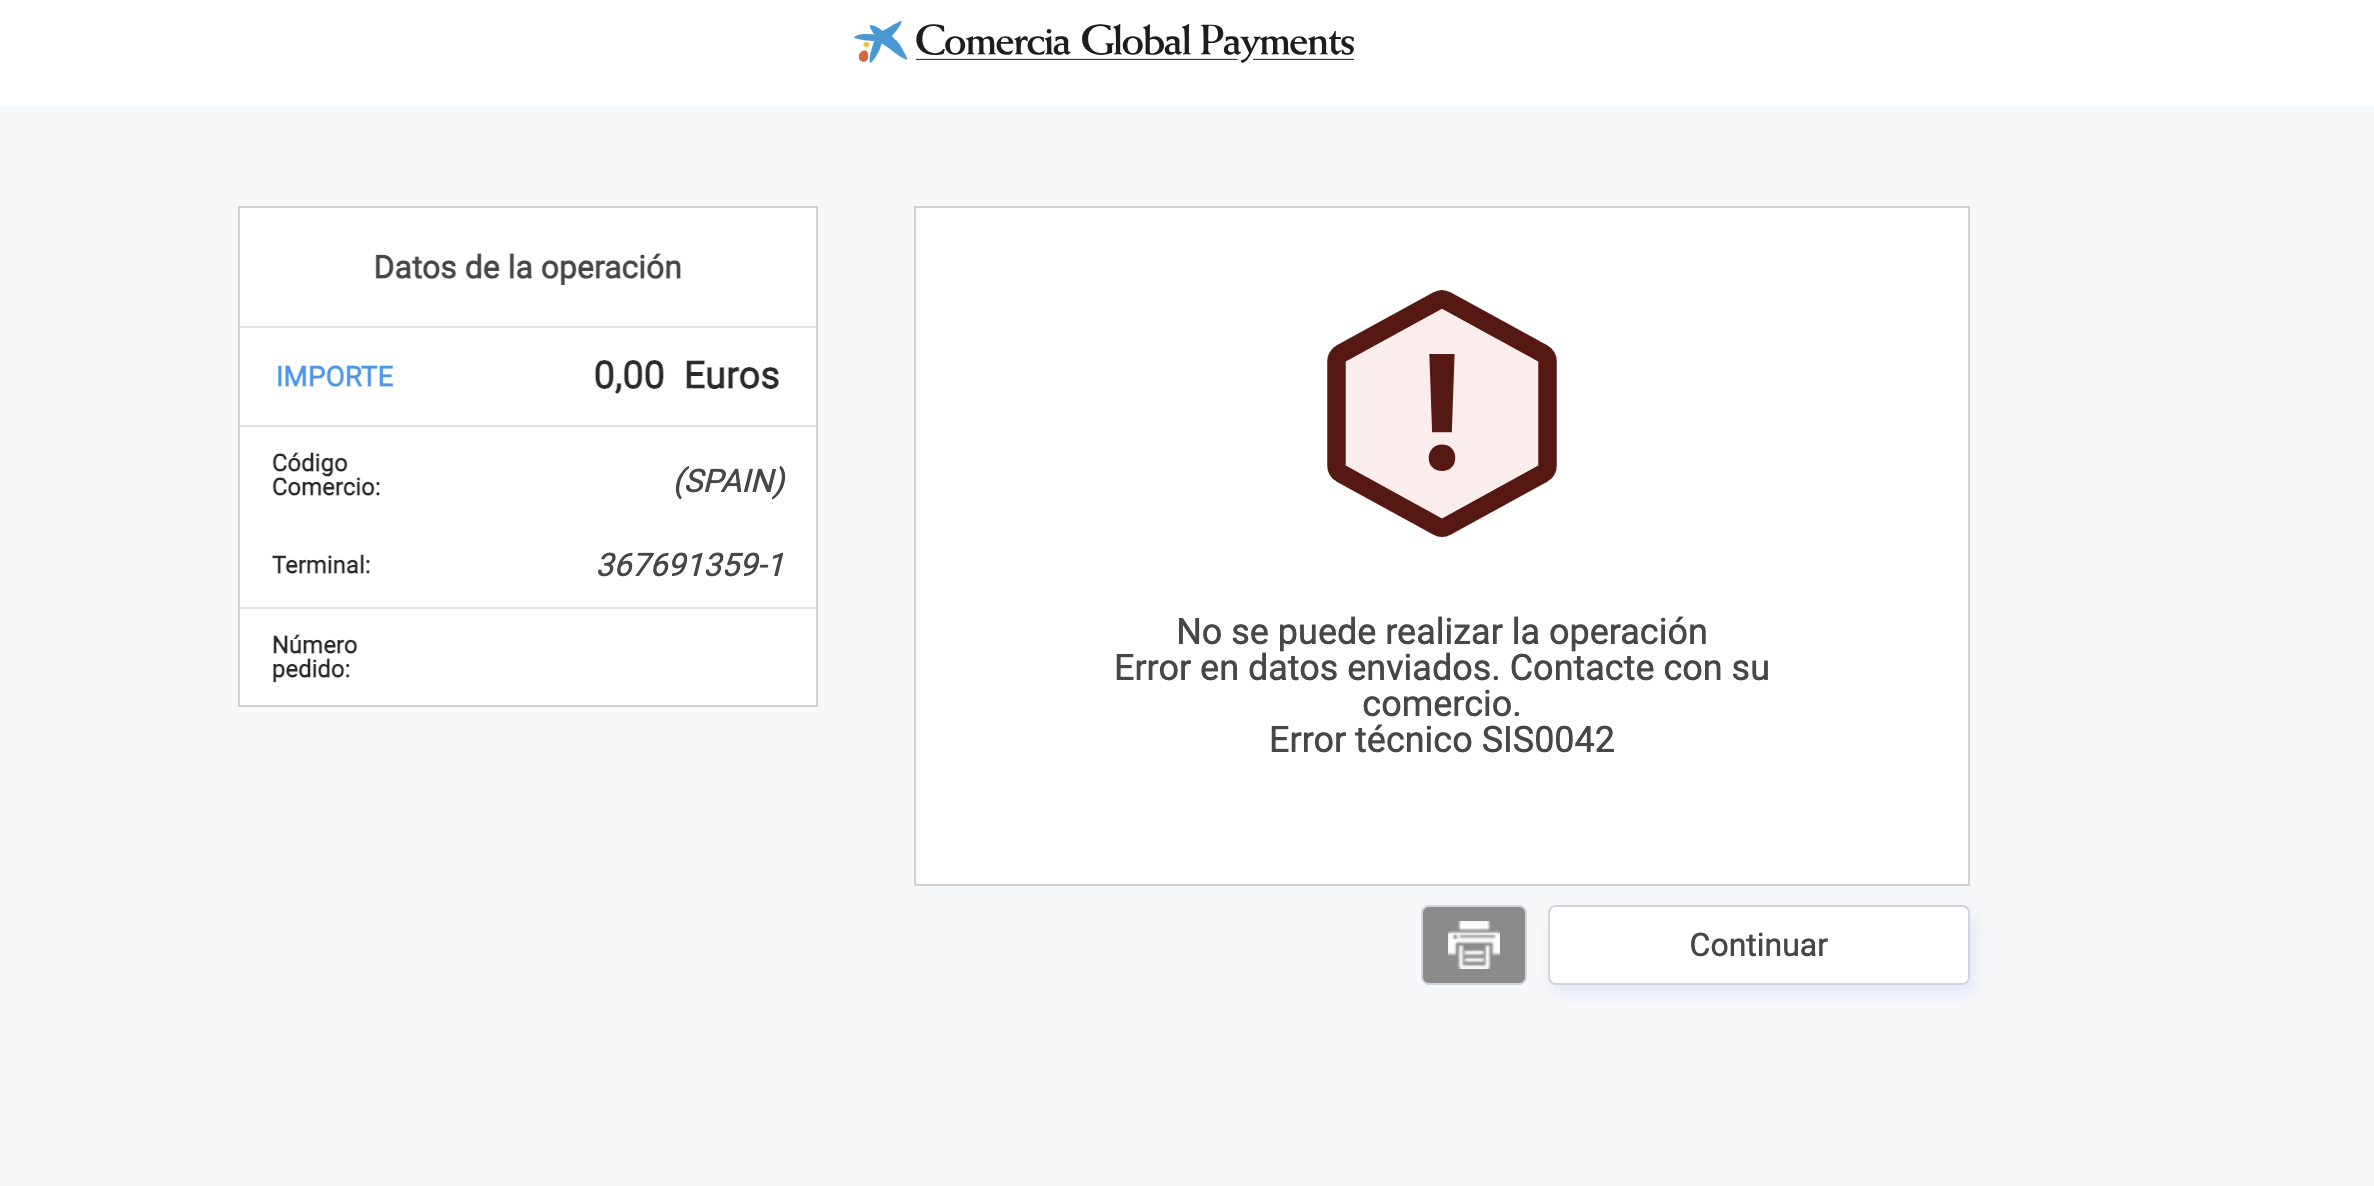 Comercia Global Payments
Datos de la operación
IMPORTE 0,00 Euros
Código
Comercio: (SPAIN)
Terminal: 367691359-1
Número
pedido:
No se puede realizar la operación
Error en datos enviados. Contacte con su
comercio.
Error técnico SIS0042
Continuar